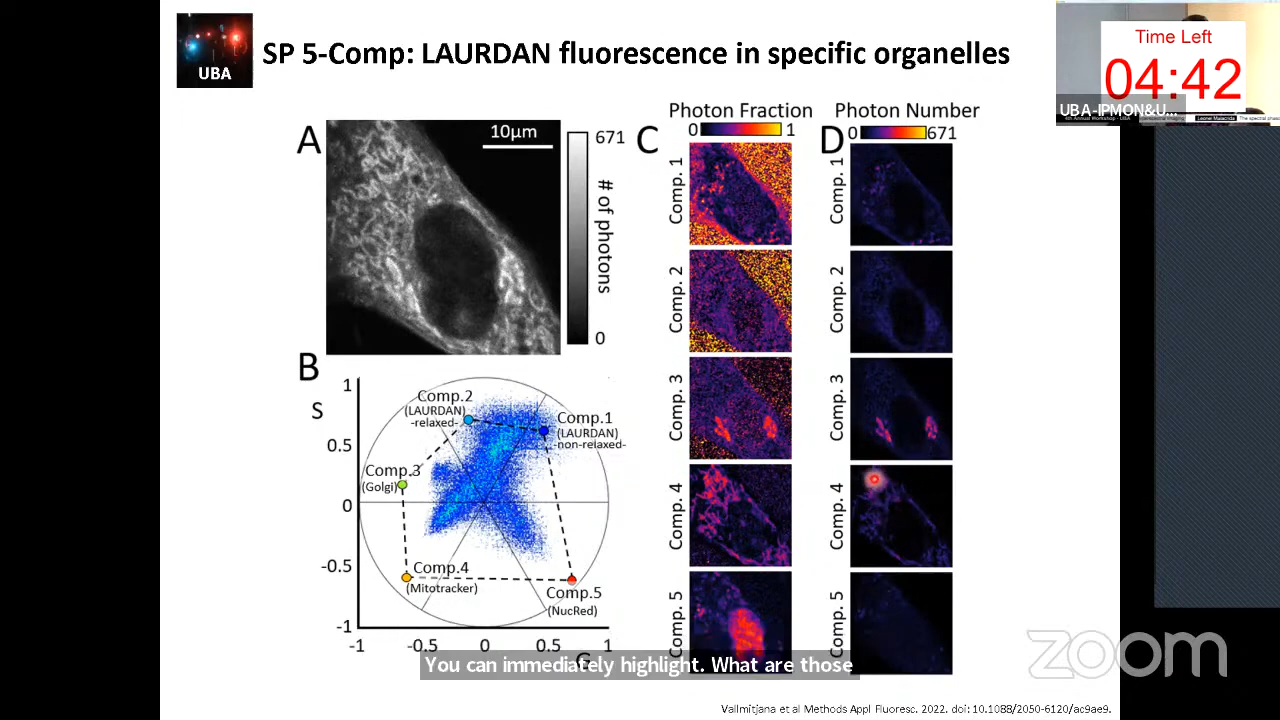 UBA
SP 5-Comp: LAURDAN fluorescence in specific organelles
Time Left
04:42
UBA-IPMON&U...
A
10µm
671
# of photons
0
B
S
1
0.5
0
-0.5
-1
-1
-0.5
0
0.5
1
G
Comp.2
(LAURDAN)
-relaxed-
Comp.1
(LAURDAN)
-non-relaxed-
Comp.3
(Golgi)
Comp.4
(Mitotracker)
Comp.5
(NucRed)
C
Photon Fraction
0
1
Comp. 1
Comp. 2
Comp. 3
Comp. 4
Comp. 5
D
Photon Number
0
671
Comp. 1
Comp. 2
Comp. 3
Comp. 4
Comp. 5
You can immediately highlight. What are those
zoom
Vallmitjana et al Methods Appl Fluoresc. 2022. doi: 10.1088/2050-6120/ac9ae9.